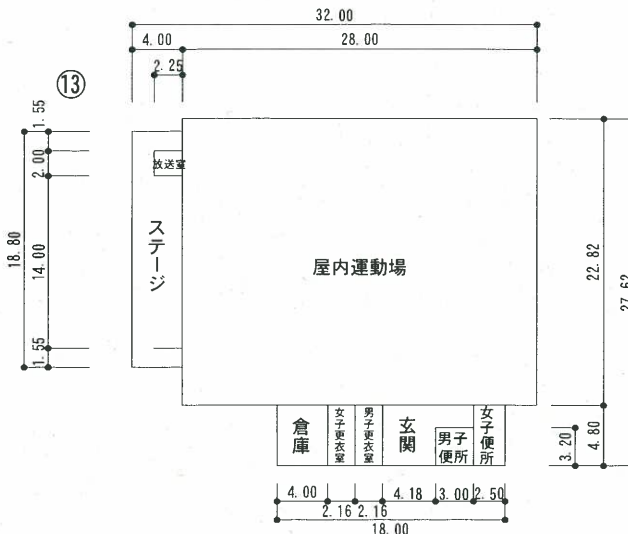 32.00
4.00
28.00
2.25
⑬
1.55
2.00
14.00
1.55
18.80
放送室
ステージ
屋内運動場
22.82
27.62
4.80
3.20
倉庫
女子更衣室
男子更衣室
玄関
男子便所
女子便所
4.00
2.16
2.16
4.18
3.00
2.50
18.00